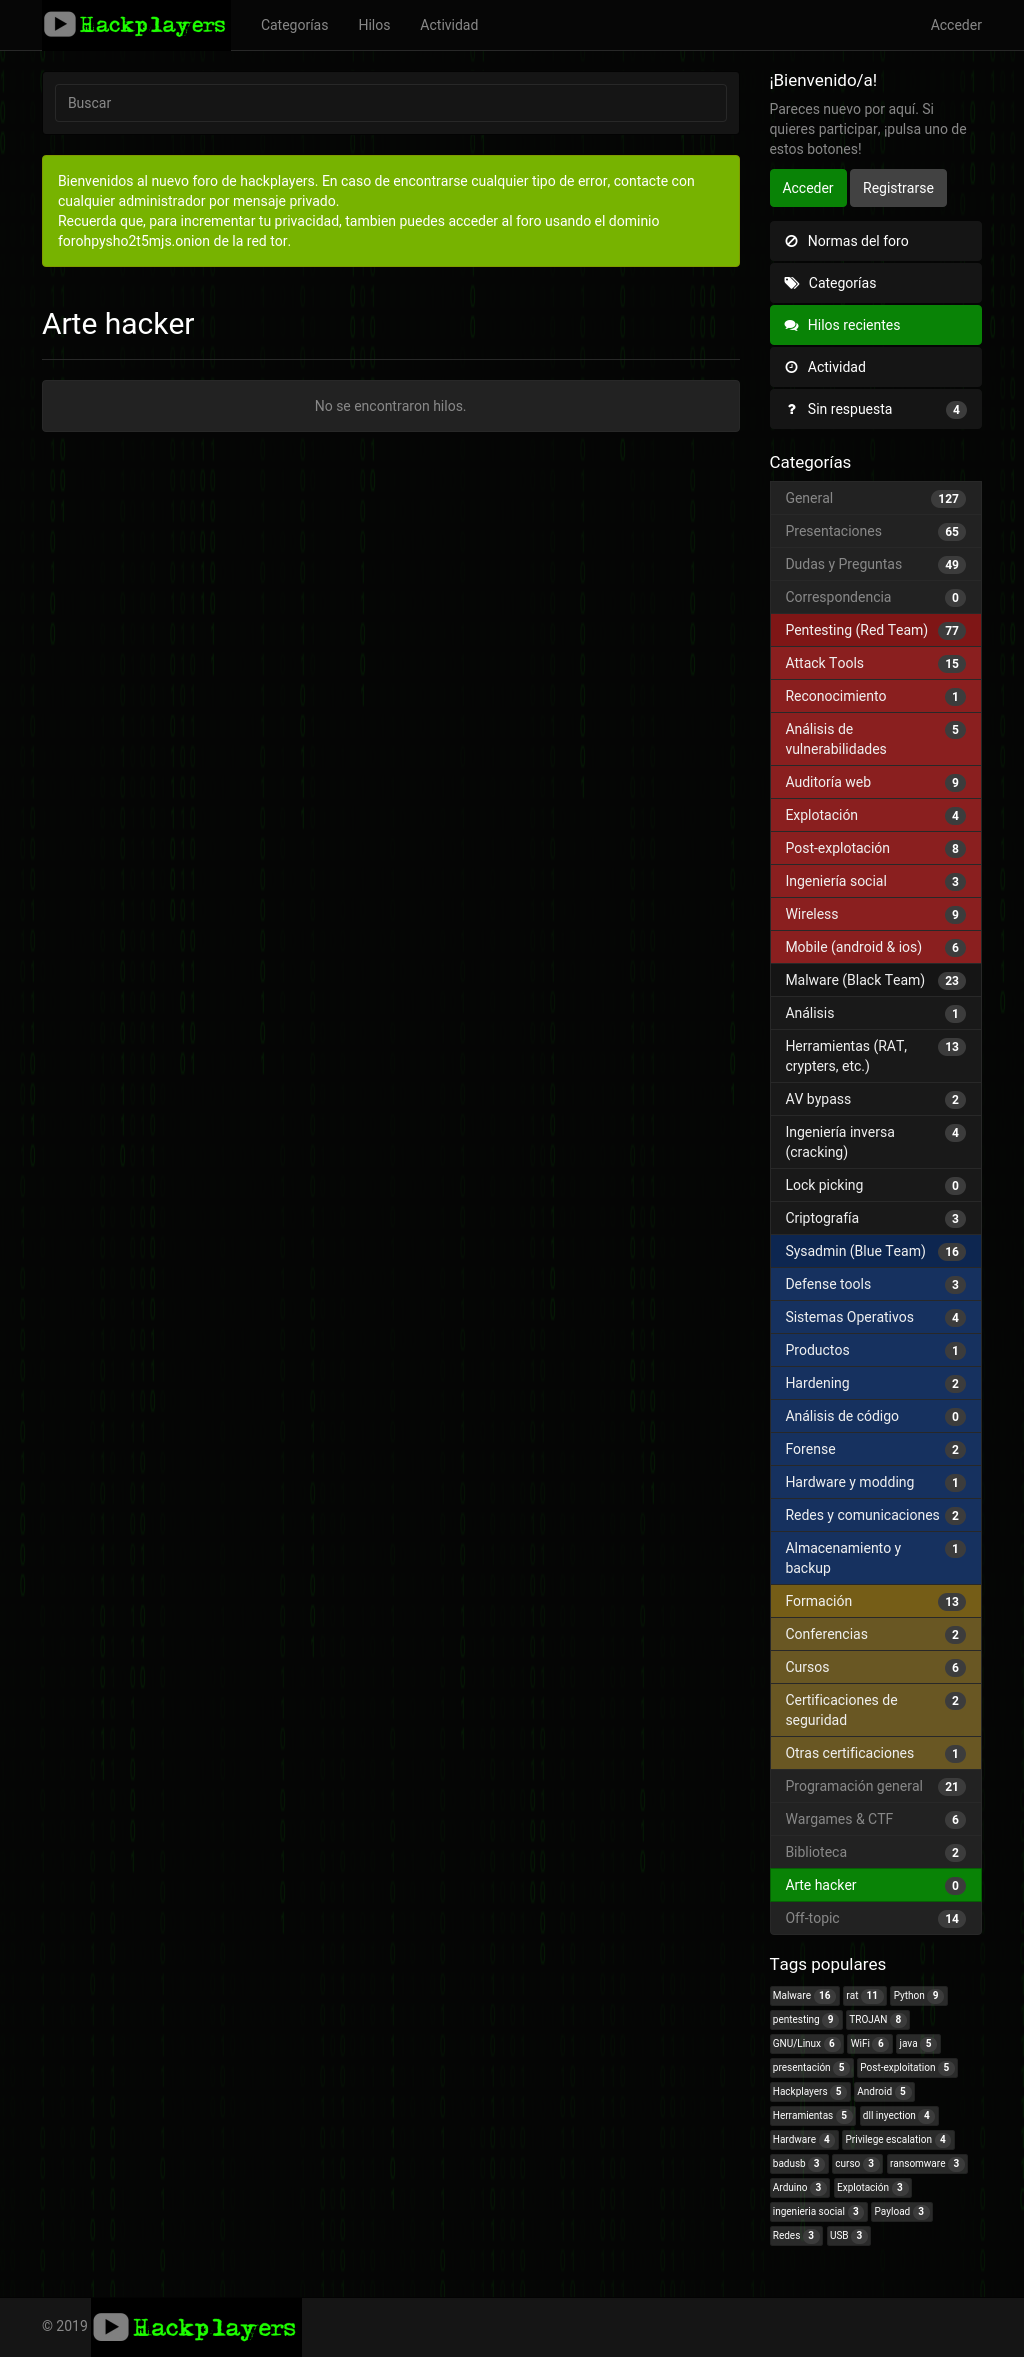 Hackplayers Categorías Hilos Actividad Acceder
Buscar
Bienvenidos al nuevo foro de hackplayers. En caso de encontrarse cualquier tipo de error, contacte con
cualquier administrador por mensaje privado.
Recuerda que, para incrementar tu privacidad, tambien puedes acceder al foro usando el dominio
forohpysho2t5mjs.onion de la red tor.
Arte hacker
No se encontraron hilos.
¡Bienvenido/a!
Pareces nuevo por aquí. Si
quieres participar, ¡pulsa uno de
estos botones!
Acceder Registrarse
Normas del foro
Categorías
Hilos recientes
Actividad
? Sin respuesta 4
Categorías
General 127
Presentaciones 65
Dudas y Preguntas 49
Correspondencia 0
Pentesting (Red Team) 77
Attack Tools 15
Reconocimiento 1
Análisis de 5
vulnerabilidades
Auditoría web 9
Explotación 4
Post-explotación 8
Ingeniería social 3
Wireless 9
Mobile (android & ios) 6
Malware (Black Team) 23
Análisis 1
Herramientas (RAT, 13
crypters, etc.)
AV bypass 2
Ingeniería inversa 4
(cracking)
Lock picking 0
Criptografía 3
Sysadmin (Blue Team) 16
Defense tools 3
Sistemas Operativos 4
Productos 1
Hardening 2
Análisis de código 0
Forense 2
Hardware y modding 1
Redes y comunicaciones 2
Almacenamiento y 1
backup
Formación 13
Conferencias 2
Cursos 6
Certificaciones de 2
seguridad
Otras certificaciones 1
Programación general 21
Wargames & CTF 6
Biblioteca 2
Arte hacker 0
Off-topic 14
Tags populares
Malware 16 rat 11 Python 9
pentesting 9 TROJAN 8
GNU/Linux 6 WiFi 6 java 5
presentación 5 Post-exploitation 5
Hackplayers 5 Android 5
Herramientas 5 dll inyection 4
Hardware 4 Privilege escalation 4
badusb 3 curso 3 ransomware 3
Arduino 3 Explotación 3
ingenieria social 3 Payload 3
Redes 3 USB 3
© 2019 Hackplayers